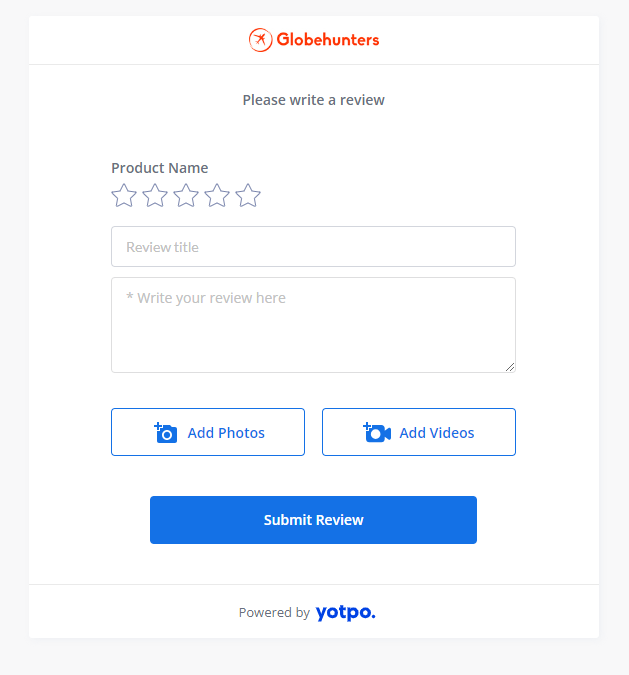 Globehunters
Please write a review
Product Name
Review title
* Write your review here
Add Photos
Add Videos
Submit Review
Powered by yotpo.